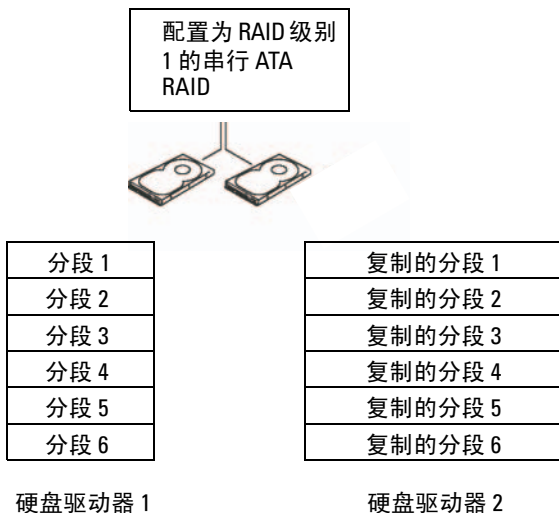 配置为 RAID 级别
1 的串行 ATA
RAID
分段 1
复制的分段 1
分段 2
复制的分段 2
分段 3
复制的分段 3
分段 4
复制的分段 4
分段 5
复制的分段 5
分段 6
复制的分段 6
硬盘驱动器 1
硬盘驱动器 2